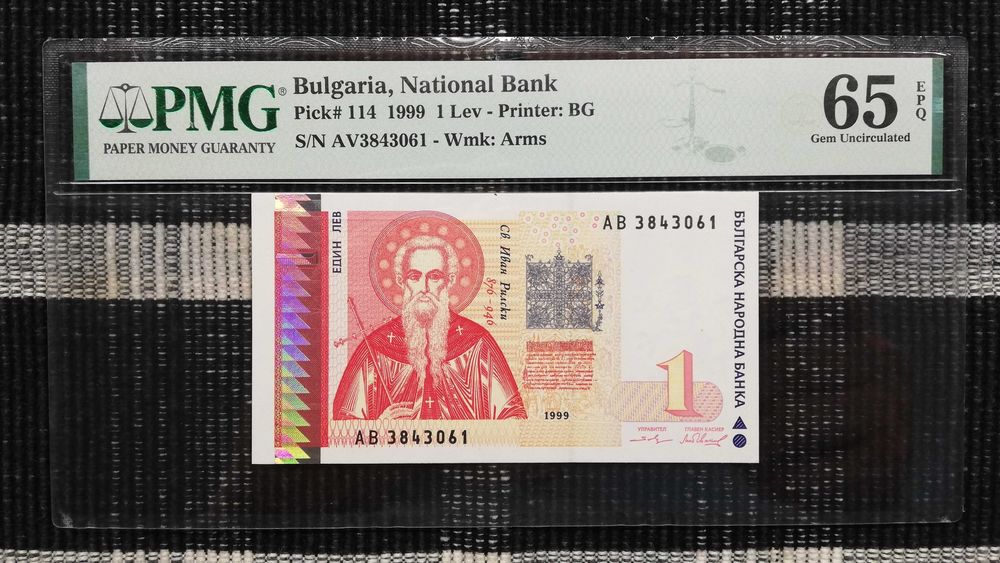 PMG®
PAPER MONEY GUARANTY
Bulgaria, National Bank
Pick# 114 1999 1 Lev - Printer: BG
S/N AV3843061 - Wmk: Arms
65
EPQ
Gem Uncirculated
АВ 3843061
ЕДИН ЛЕВ
Св. Иван Рилски
876-946
БЪЛГАРСКА НАРОДНА БАНКА
1
1999
УПРАВИТЕЛ
ГЛАВЕН КАСИЕР
АВ 3843061